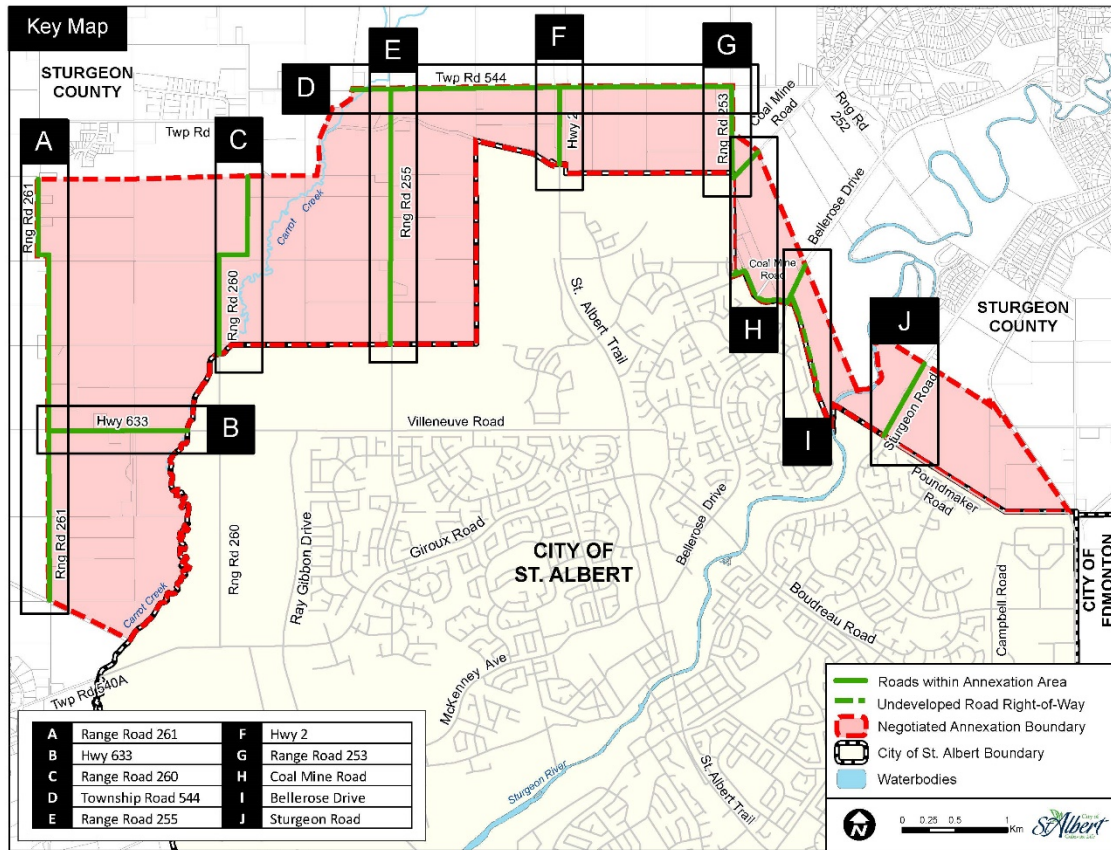 Key Map
STURGEON
COUNTY
Twp Rd
A
C
D
E
F
G
Twp Rd 544
Hwy 2
Rng Rd 253
Coal Mine
Road
Rng Rd
252
Rng Rd 261
Rng Rd 260
Carrot Creek
Rng Rd 255
Bellerose Drive
Coal Mine
Road
H
I
J
STURGEON
COUNTY
St. Albert
Trail
Hwy 633
B
Villeneuve Road
Sturgeon Road
Poundmaker
Road
Rng Rd 261
Rng Rd 260
Carrot Creek
Ray Gibbon Drive
Giroux Road
CITY OF
ST. ALBERT
Bellerose Drive
Boudreau Road
Campbell Road
CITY OF
EDMONTON
Twp Rd 540A
McKenney Ave
Sturgeon River
St. Albert Trail
A Range Road 261
B Hwy 633
C Range Road 260
D Township Road 544
E Range Road 255
F Hwy 2
G Range Road 253
H Coal Mine Road
I Bellerose Drive
J Sturgeon Road
Roads within Annexation Area
Undeveloped Road Right-of-Way
Negotiated Annexation Boundary
City of St. Albert Boundary
Waterbodies
N
0 0.25 0.5 1
Km
City of
St Albert